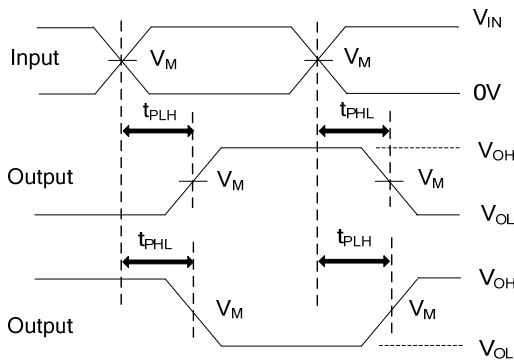 V_IN
Input V_M V_M
0V
t_PLH t_PHL
V_OH
Output V_M V_M
V_OL
t_PHL t_PLH
V_OH
V_M V_M
Output
V_OL